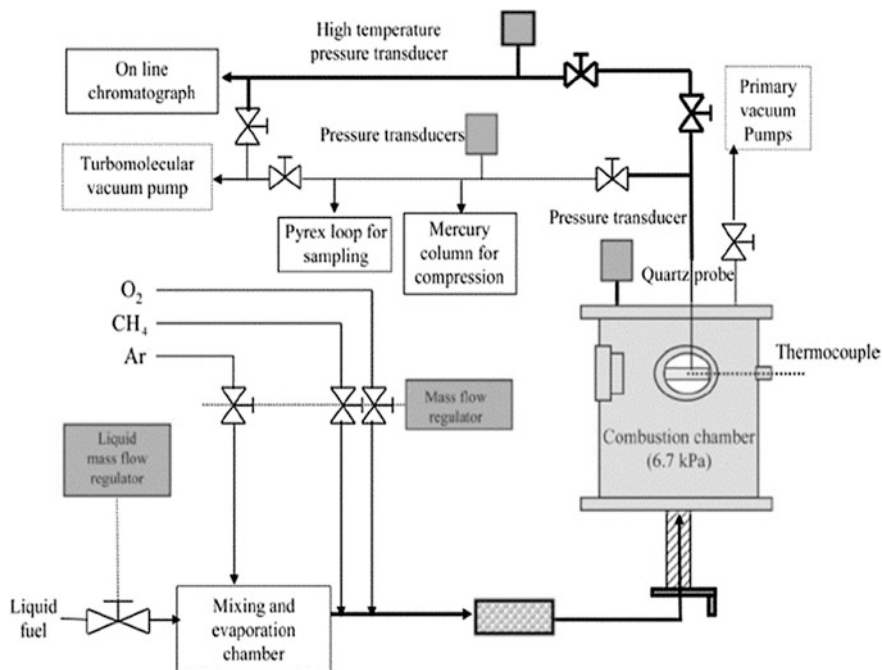 High temperature
pressure transducer
On line
chromatograph
Primary
vacuum
Pumps
Pressure transducers
Turbomolecular
vacuum pump
Pressure transducer
Pyrex loop for
sampling
Mercury
column for
compression
Quartz probe
O₂
CH₄
Ar
Thermocouple
Mass flow
regulator
Combustion chamber
(6.7 kPa)
Liquid
mass flow
regulator
Liquid
fuel
Mixing and
evaporation
chamber